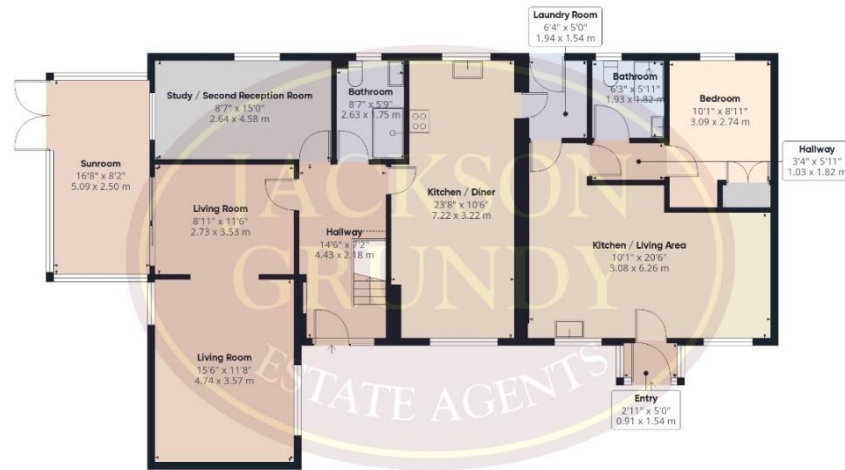 Laundry Room
6'4" x 5'0"
1.94 x 1.54 m
Study / Second Reception Room
8'7" x 15'0"
2.64 x 4.58 m
Bathroom
8'7" x 5'9"
2.63 x 1.75 m
Bathroom
6'3" x 5'11"
1.93 x 1.82 m
Bedroom
10'1" x 8'11"
3.09 x 2.74 m
Hallway
3'4" x 5'11"
1.03 x 1.82 m
Sunroom
16'8" x 8'2"
5.09 x 2.50 m
Living Room
8'11" x 11'6"
2.73 x 3.53 m
Hallway
14'6" x 7'2"
4.43 x 2.18 m
Kitchen / Diner
23'8" x 10'6"
7.22 x 3.22 m
Kitchen / Living Area
10'1" x 20'6"
3.08 x 6.26 m
Living Room
15'6" x 11'8"
4.74 x 3.57 m
Entry
2'11" x 5'0"
0.91 x 1.54 m
JACKSON
GRUNDY
ESTATE AGENTS